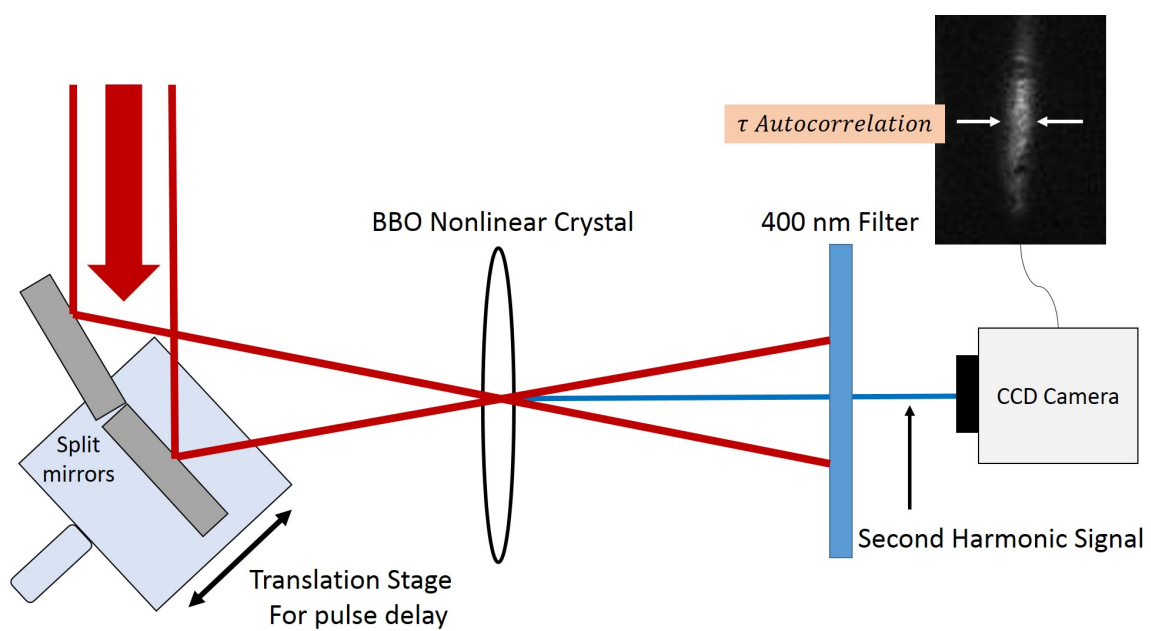 τ Autocorrelation
BBO Nonlinear Crystal
400 nm Filter
CCD Camera
Split
mirrors
Second Harmonic Signal
Translation Stage
For pulse delay